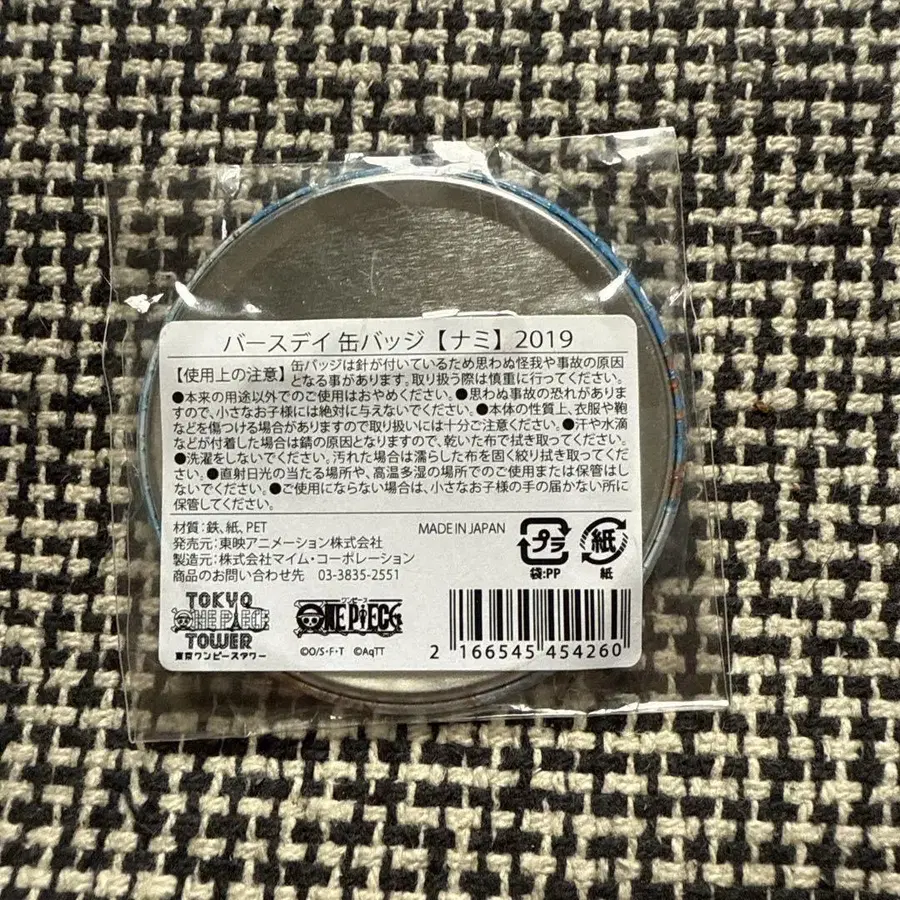 バースデイ 缶バッジ【ナミ】2019
【使用上の注意】缶バッジは針が付いているため思わぬ怪我や事故の原因
となる事があります。取り扱う際は慎重に行ってください。
●本来の用途以外でのご使用はおやめください。●思わぬ事故の恐れがあり
ますので、小さなお子様には絶対に与えないでください。●本体の性質上、衣服や鞄
などを傷つける場合がありますので取り扱いには十分ご注意ください。●汗や水滴
などが付着した場合は錆の原因となりますので、乾いた布で拭き取ってください。
●洗濯をしないでください。汚れた場合は濡らした布を固く絞り拭き取ってくだ
さい。●直射日光の当たる場所や、高温多湿の場所でのご使用または保管はし
ないでください。●ご使用にならない場合は、小さなお子様の手の届かない所に
保管してください。
材質:鉄、紙、PET
MADE IN JAPAN
発売元:東映アニメーション株式会社
製造元:株式会社マイム・コーポレーション
商品のお問い合わせ先 03-3835-2551
プラ
袋:PP
紙
紙
TOKYO
ONE PIECE
TOWER
東京ワンピースタワー
ワンピース
ONE PIECE
©O/S・F・T ©AqTT
2 166545 454260